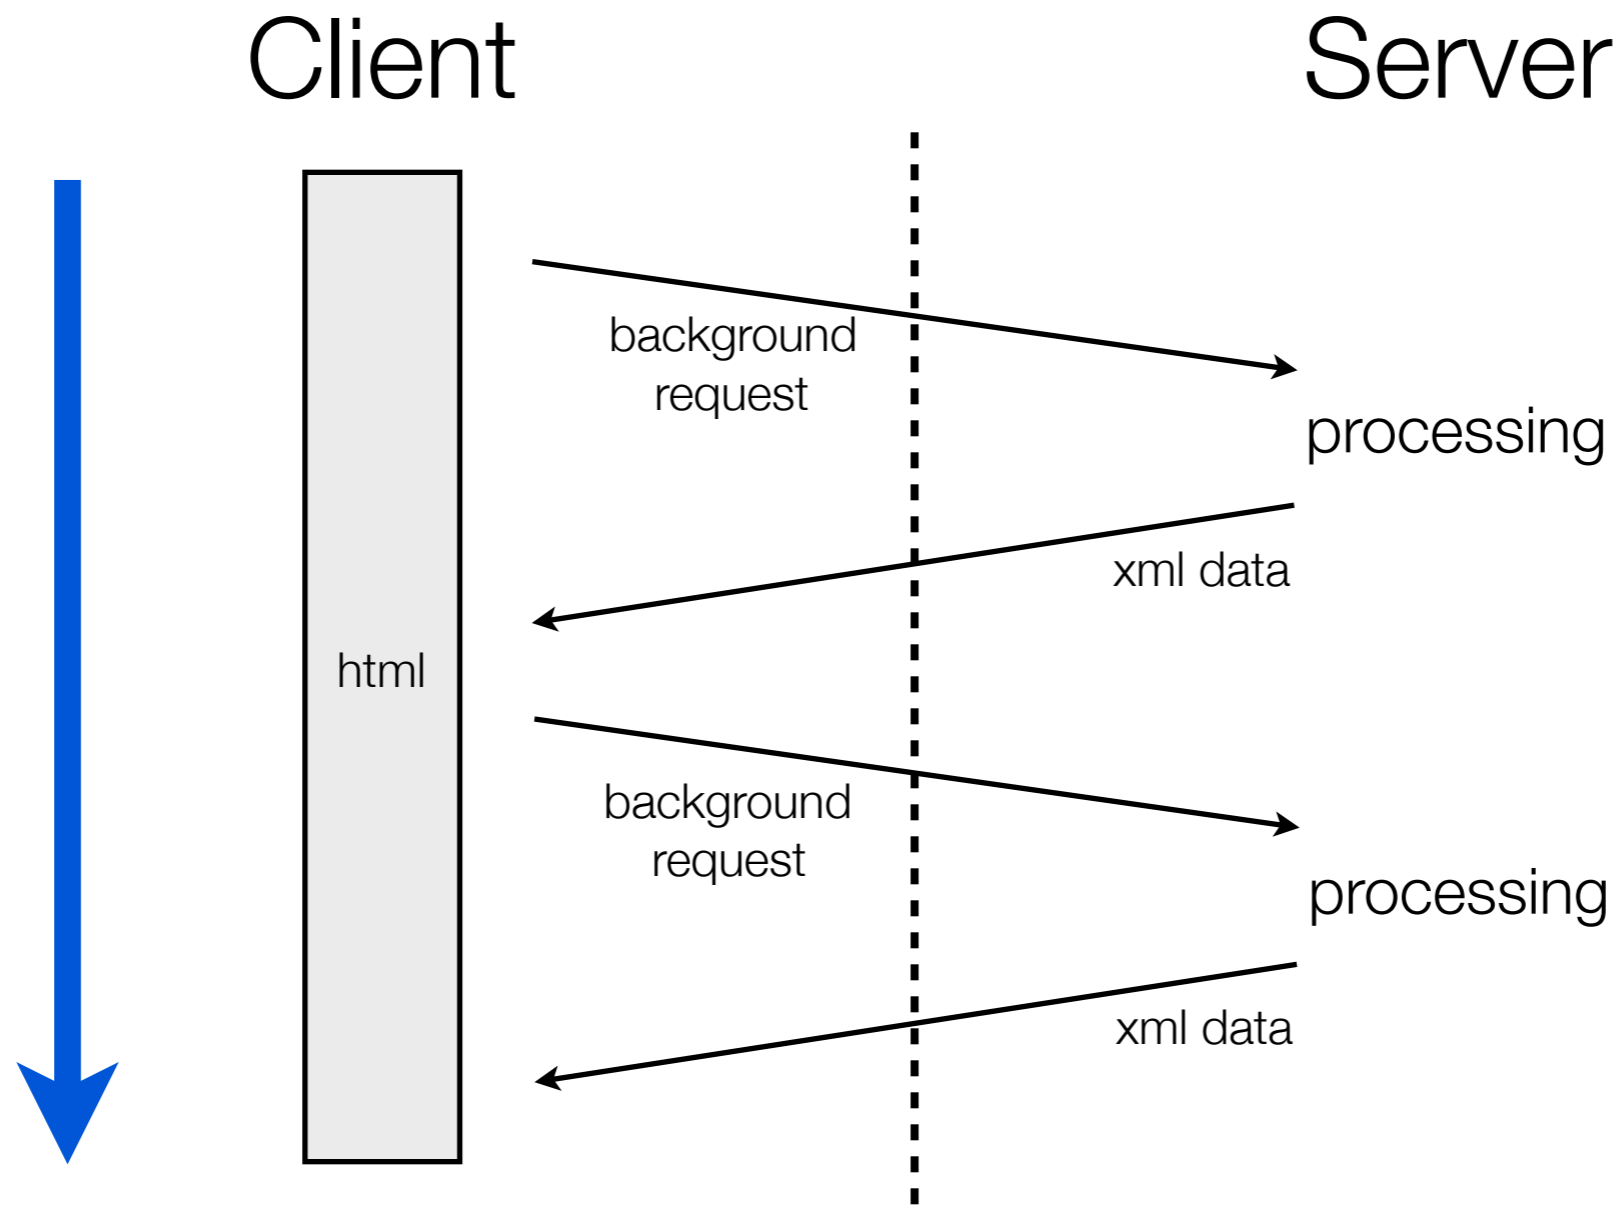 Client
Server
background
request
processing
xml data
html
background
request
processing
xml data